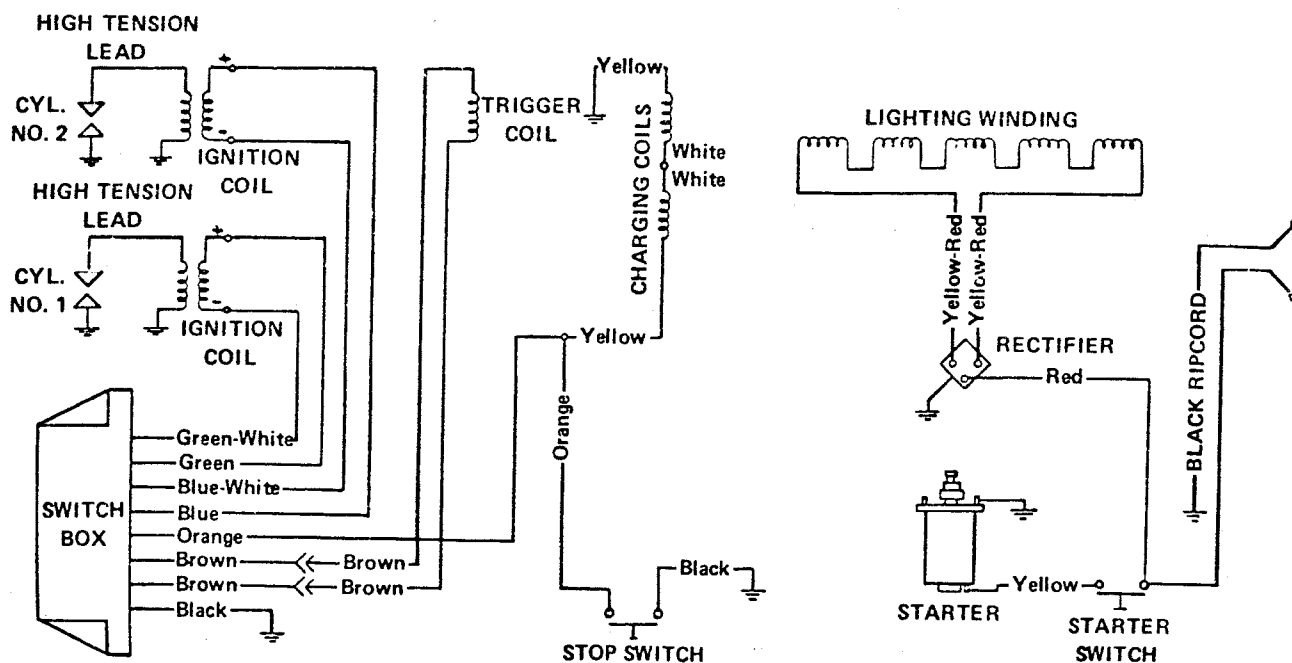 HIGH TENSION
LEAD
+
CYL.
NO. 2
-
IGNITION
COIL
TRIGGER
COIL
Yellow
CHARGING COILS
White
White
Yellow
LIGHTING WINDING
Yellow-Red
Yellow-Red
RECTIFIER
Red
BLACK RIPCORD
HIGH TENSION
LEAD
+
CYL.
NO. 1
-
IGNITION
COIL
SWITCH
BOX
Green-White
Green
Blue-White
Blue
Orange
Brown
Brown
Brown
Brown
Black
Orange
Black
STOP SWITCH
STARTER
Yellow
STARTER
SWITCH